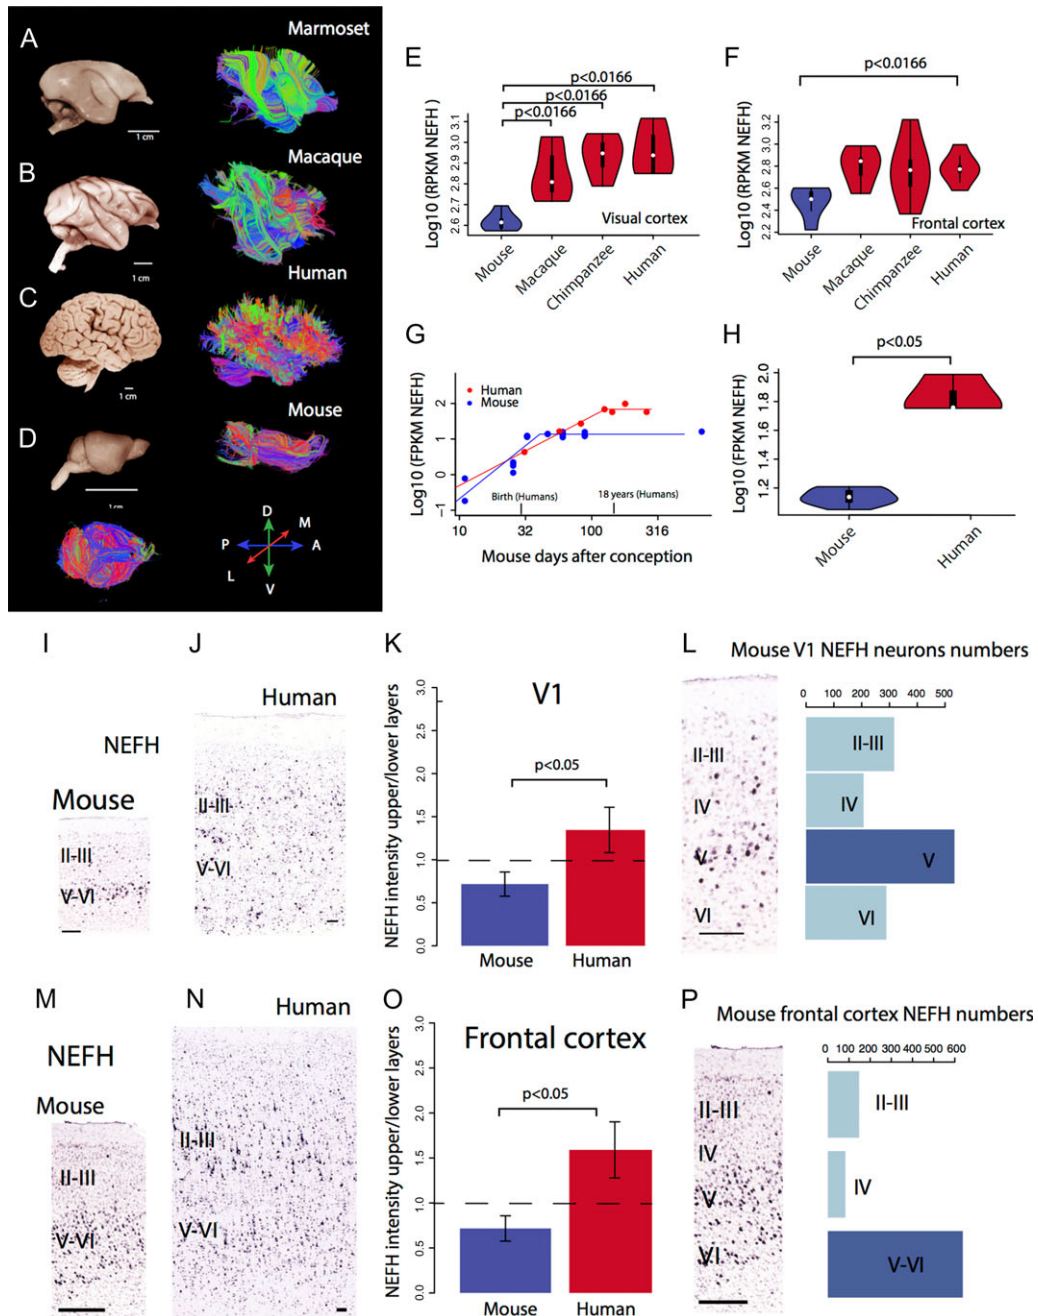 A
Marmoset
1 cm
B
Macaque
1 cm
C
Human
1 cm
D
Mouse
1 cm
D
M
P
A
L
V
E
p<0.0166
p<0.0166
p<0.0166
Log10 (RPKM NEFH )
3.1
3.0
2.9
2.8
2.7
2.6
Visual cortex
Mouse
Macaque
Chimpanzee
Human
F
p<0.0166
Log10 (RPKM NEFH)
3.2
3.0
2.8
2.6
2.4
2.2
Frontal cortex
Mouse
Macaque
Chimpanzee
Human
G
Human
Mouse
Log10 (FPKM NEFH)
2
1
0
-1
Birth (Humans)
18 years (Humans)
10
32
100
316
Mouse days after conception
H
p<0.05
Log10 (FPKM NEFH)
2.0
1.8
1.6
1.4
1.2
Mouse
Human
I
NEFH
Mouse
II-III
V-VI
J
Human
II-III
V-VI
K
V1
p<0.05
NEFH intensity upper/lower layers
3.0
2.5
2.0
1.5
1.0
0.5
0.0
Mouse
Human
L
Mouse V1 NEFH neurons numbers
0 100 200 300 400 500
II-III
IV
V
VI
II-III
IV
V
VI
M
NEFH
Mouse
II-III
V-VI
N
Human
II-III
V-VI
O
Frontal cortex
p<0.05
NEFH intensity upper/lower layers
3.0
2.5
2.0
1.5
1.0
0.5
0.0
Mouse
Human
P
Mouse frontal cortex NEFH numbers
0 100 200 300 400 500 600
II-III
IV
V
VI
II-III
IV
V-VI